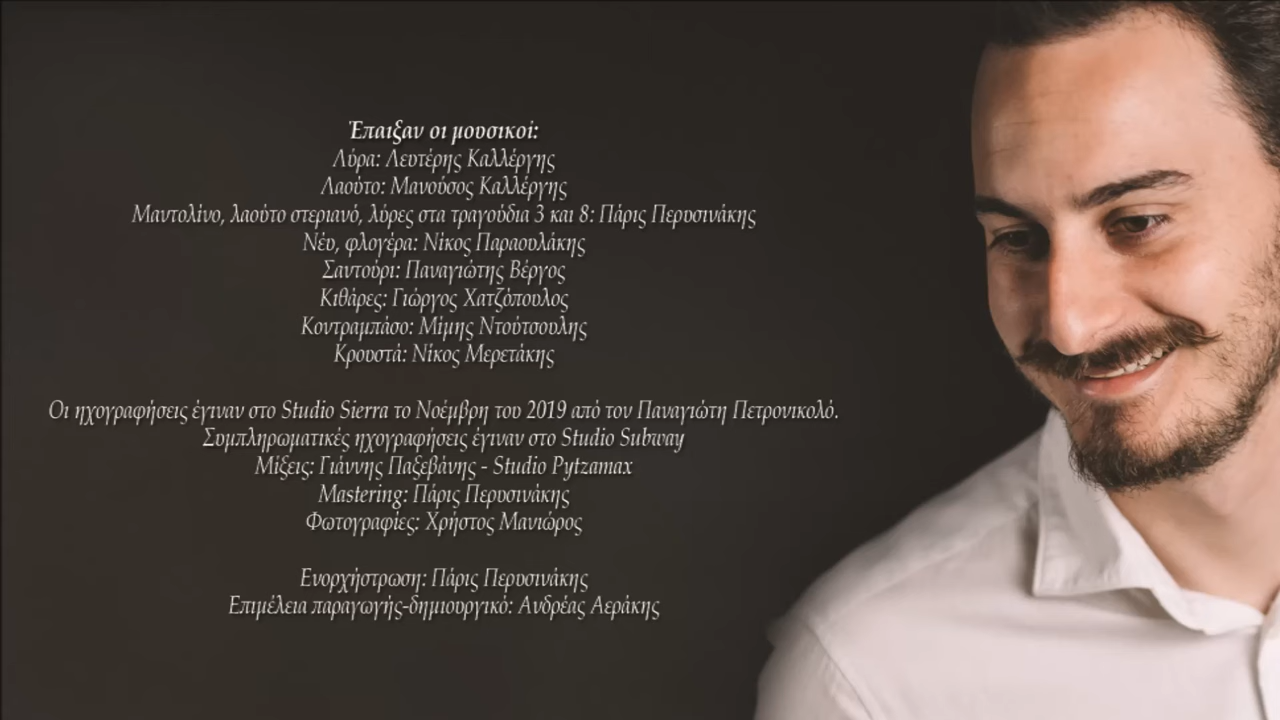 Έπαιξαν οι μουσικοί:
Λύρα: Λευτέρης Καλλέργης
Λαούτο: Μανούσος Καλλέργης
Μαντολίνο, λαούτο στεριανό, λύρες στα τραγούδια 3 και 8: Πάρις Περυσινάκης
Νέυ, φλογέρα: Νίκος Παραουλάκης
Σαντούρι: Παναγιώτης Βέργος
Κιθάρες: Γιώργος Χατζόπουλος
Κοντραμπάσο: Μίμης Ντούτσουλης
Κρουστά: Νίκος Μερετάκης
Οι ηχογραφήσεις έγιναν στο Studio Sierra το Νοέμβρη του 2019 από τον Παναγιώτη Πετρονικολό.
Συμπληρωματικές ηχογραφήσεις έγιναν στο Studio Subway
Μίξεις: Γιάννης Παξεβάνης - Studio Pytzamax
Mastering: Πάρις Περυσινάκης
Φωτογραφίες: Χρήστος Μανιώρος
Ενορχήστρωση: Πάρις Περυσινάκης
Επιμέλεια παραγωγής-δημιουργικό: Ανδρέας Αεράκης